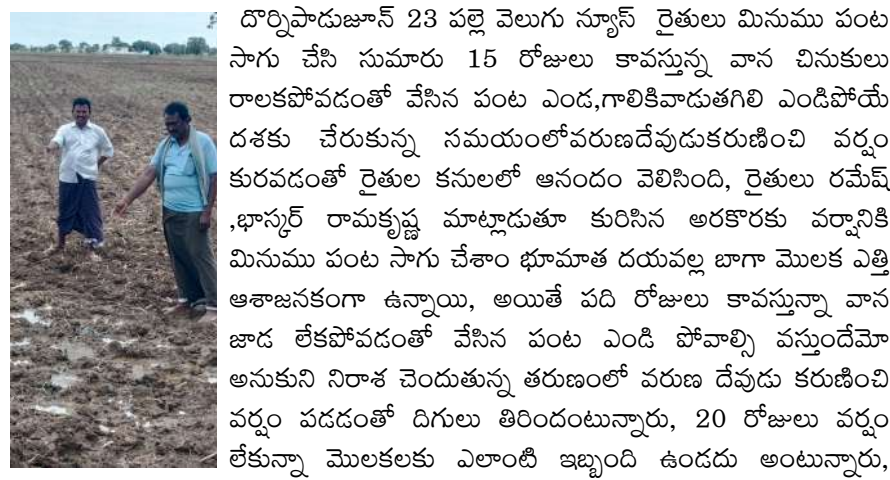 దొర్నిపాడుజూన్ 23 పల్లె వెలుగు న్యూస్ రైతులు మినుము పంట
సాగు చేసి సుమారు 15 రోజులు కావస్తున్న వాన చినుకులు
రాలకపోవడంతో వేసిన పంట ఎండ,గాలికివాడుతగిలి ఎండిపోయే
దశకు చేరుకున్న సమయంలోవరుణదేవుడుకరుణించి వర్షం
కురవడంతో రైతుల కనులలో ఆనందం వెలిసింది, రైతులు రమేష్
,భాస్కర్ రామకృష్ణ మాట్లాడుతూ కురిసిన అరకొరకు వర్షానికి
మినుము పంట సాగు చేశాం భూమాత దయవల్ల బాగా మొలక ఎత్తి
ఆశాజనకంగా ఉన్నాయి, అయితే పది రోజులు కావస్తున్నా వాన
జాడ లేకపోవడంతో వేసిన పంట ఎండి పోవాల్సి వస్తుందేమో
అనుకుని నిరాశ చెందుతున్న తరుణంలో వరుణ దేవుడు కరుణించి
వర్షం పడడంతో దిగులు తిరిందంటున్నారు, 20 రోజులు వర్షం
లేకున్నా మొలకలకు ఎలాంటి ఇబ్బంది ఉండదు అంటున్నారు,